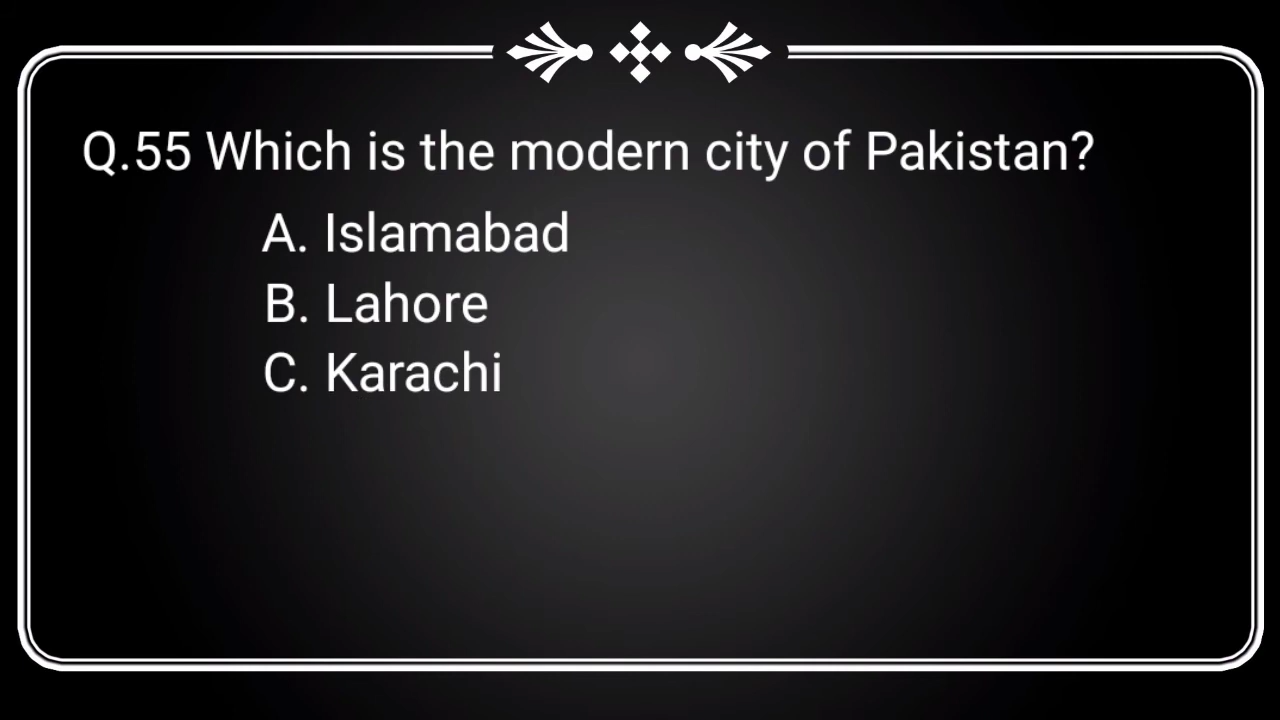 Q.55 Which is the modern city of Pakistan?
A. Islamabad
B. Lahore
C. Karachi